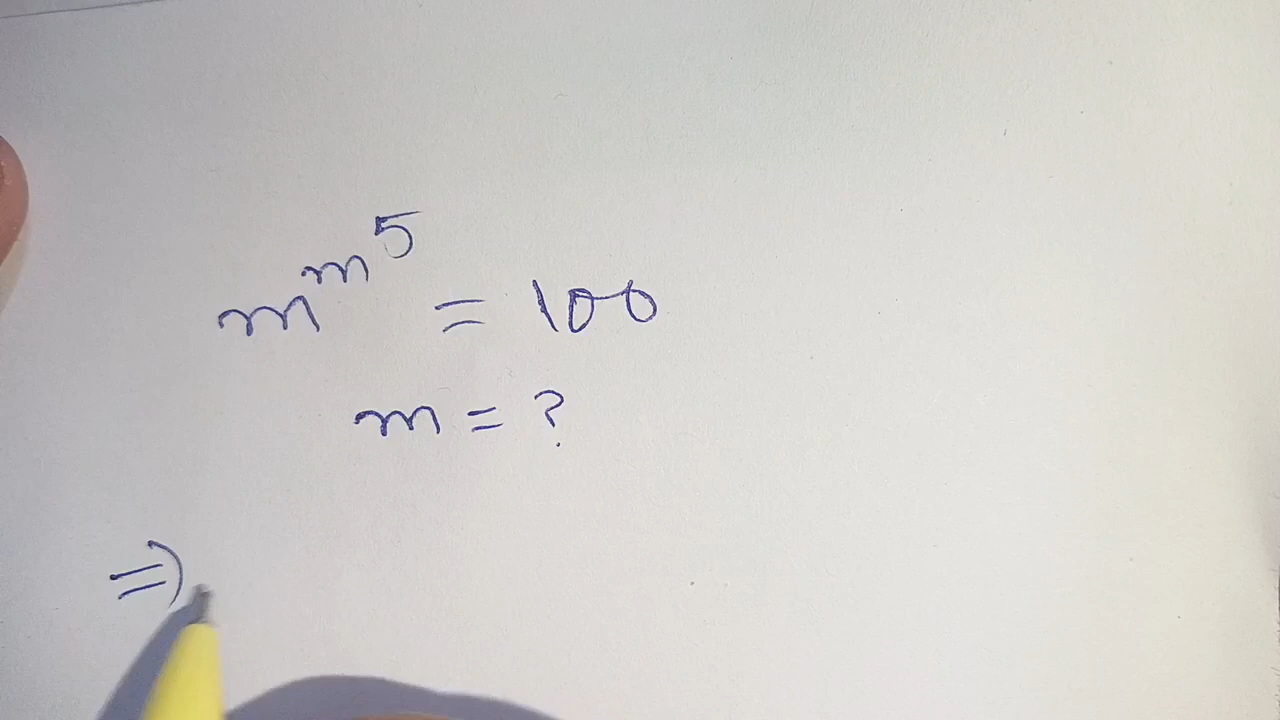 m^m^5 = 100
m = ?
⇒